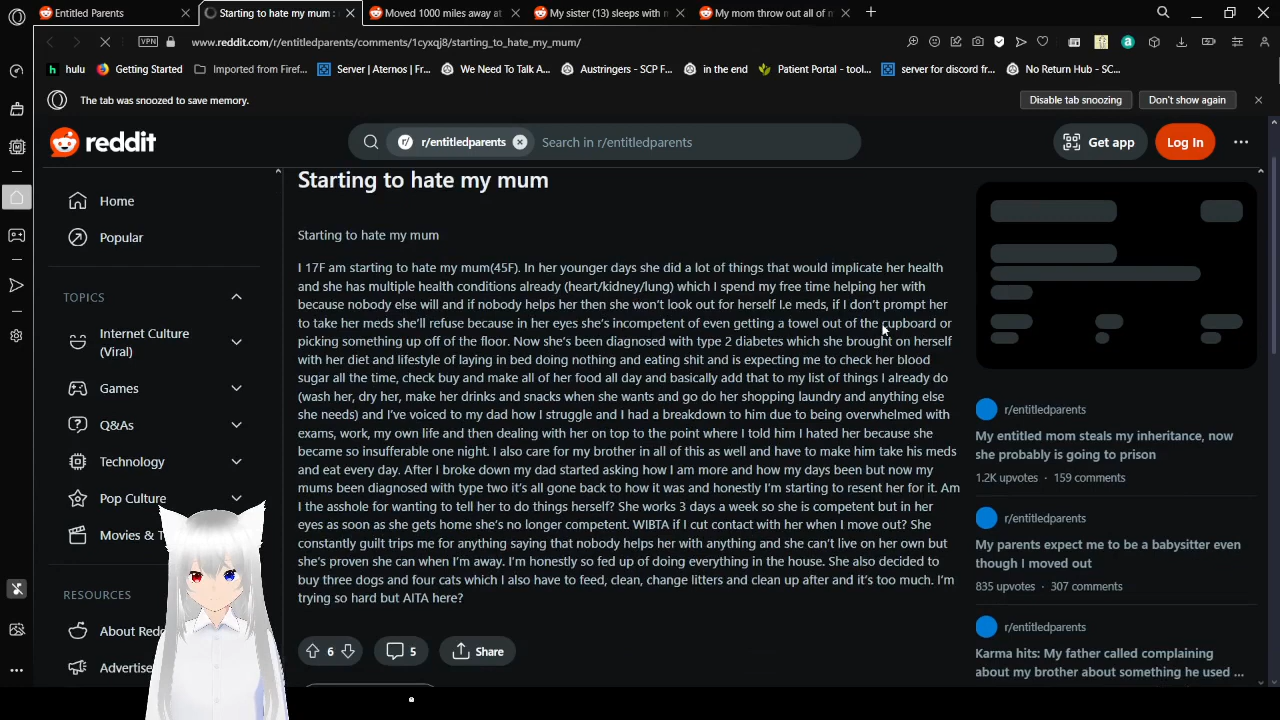 Entitled Parents
Starting to hate my mum :
Moved 1000 miles away at
My sister (13) sleeps with m
My mom throw out all of m
VPN
www.reddit.com/r/entitledparents/comments/1cyxqj8/starting_to_hate_my_mum/
hulu
Getting Started
Imported from Firef...
Server | Aternos | Fr...
We Need To Talk A...
Austringers - SCP F...
in the end
Patient Portal - tool...
server for discord fr...
No Return Hub - SC...
The tab was snoozed to save memory.
Disable tab snoozing
Don't show again
reddit
r/entitledparents
Search in r/entitledparents
Get app
Log In
Home
Popular
TOPICS
Internet Culture
(Viral)
Games
Q&As
Technology
Pop Culture
Movies & T
RESOURCES
About Redd
Advertise
Starting to hate my mum
Starting to hate my mum
I 17F am starting to hate my mum(45F). In her younger days she did a lot of things that would implicate her health
and she has multiple health conditions already (heart/kidney/lung) which I spend my free time helping her with
because nobody else will and if nobody helps her then she won't look out for herself I.e meds, if I don't prompt her
to take her meds she'll refuse because in her eyes she's incompetent of even getting a towel out of the cupboard or
picking something up off of the floor. Now she's been diagnosed with type 2 diabetes which she brought on herself
with her diet and lifestyle of laying in bed doing nothing and eating shit and is expecting me to check her blood
sugar all the time, check buy and make all of her food all day and basically add that to my list of things I already do
(wash her, dry her, make her drinks and snacks when she wants and go do her shopping laundry and anything else
she needs) and I've voiced to my dad how I struggle and I had a breakdown to him due to being overwhelmed with
exams, work, my own life and then dealing with her on top to the point where I told him I hated her because she
became so insufferable one night. I also care for my brother in all of this as well and have to make him take his meds
and eat every day. After I broke down my dad started asking how I am more and how my days been but now my
mums been diagnosed with type two it's all gone back to how it was and honestly I'm starting to resent her for it. Am
I the asshole for wanting to tell her to do things herself? She works 3 days a week so she is competent but in her
eyes as soon as she gets home she's no longer competent. WIBTA if I cut contact with her when I move out? She
constantly guilt trips me for anything saying that nobody helps her with anything and she can't live on her own but
she's proven she can when I'm away. I'm honestly so fed up of doing everything in the house. She also decided to
buy three dogs and four cats which I also have to feed, clean, change litters and clean up after and it's too much. I'm
trying so hard but AITA here?
6
5
Share
r/entitledparents
My entitled mom steals my inheritance, now
she probably is going to prison
1.2K upvotes · 159 comments
r/entitledparents
My parents expect me to be a babysitter even
though I moved out
835 upvotes · 307 comments
r/entitledparents
Karma hits: My father called complaining
about my brother about something he used ...